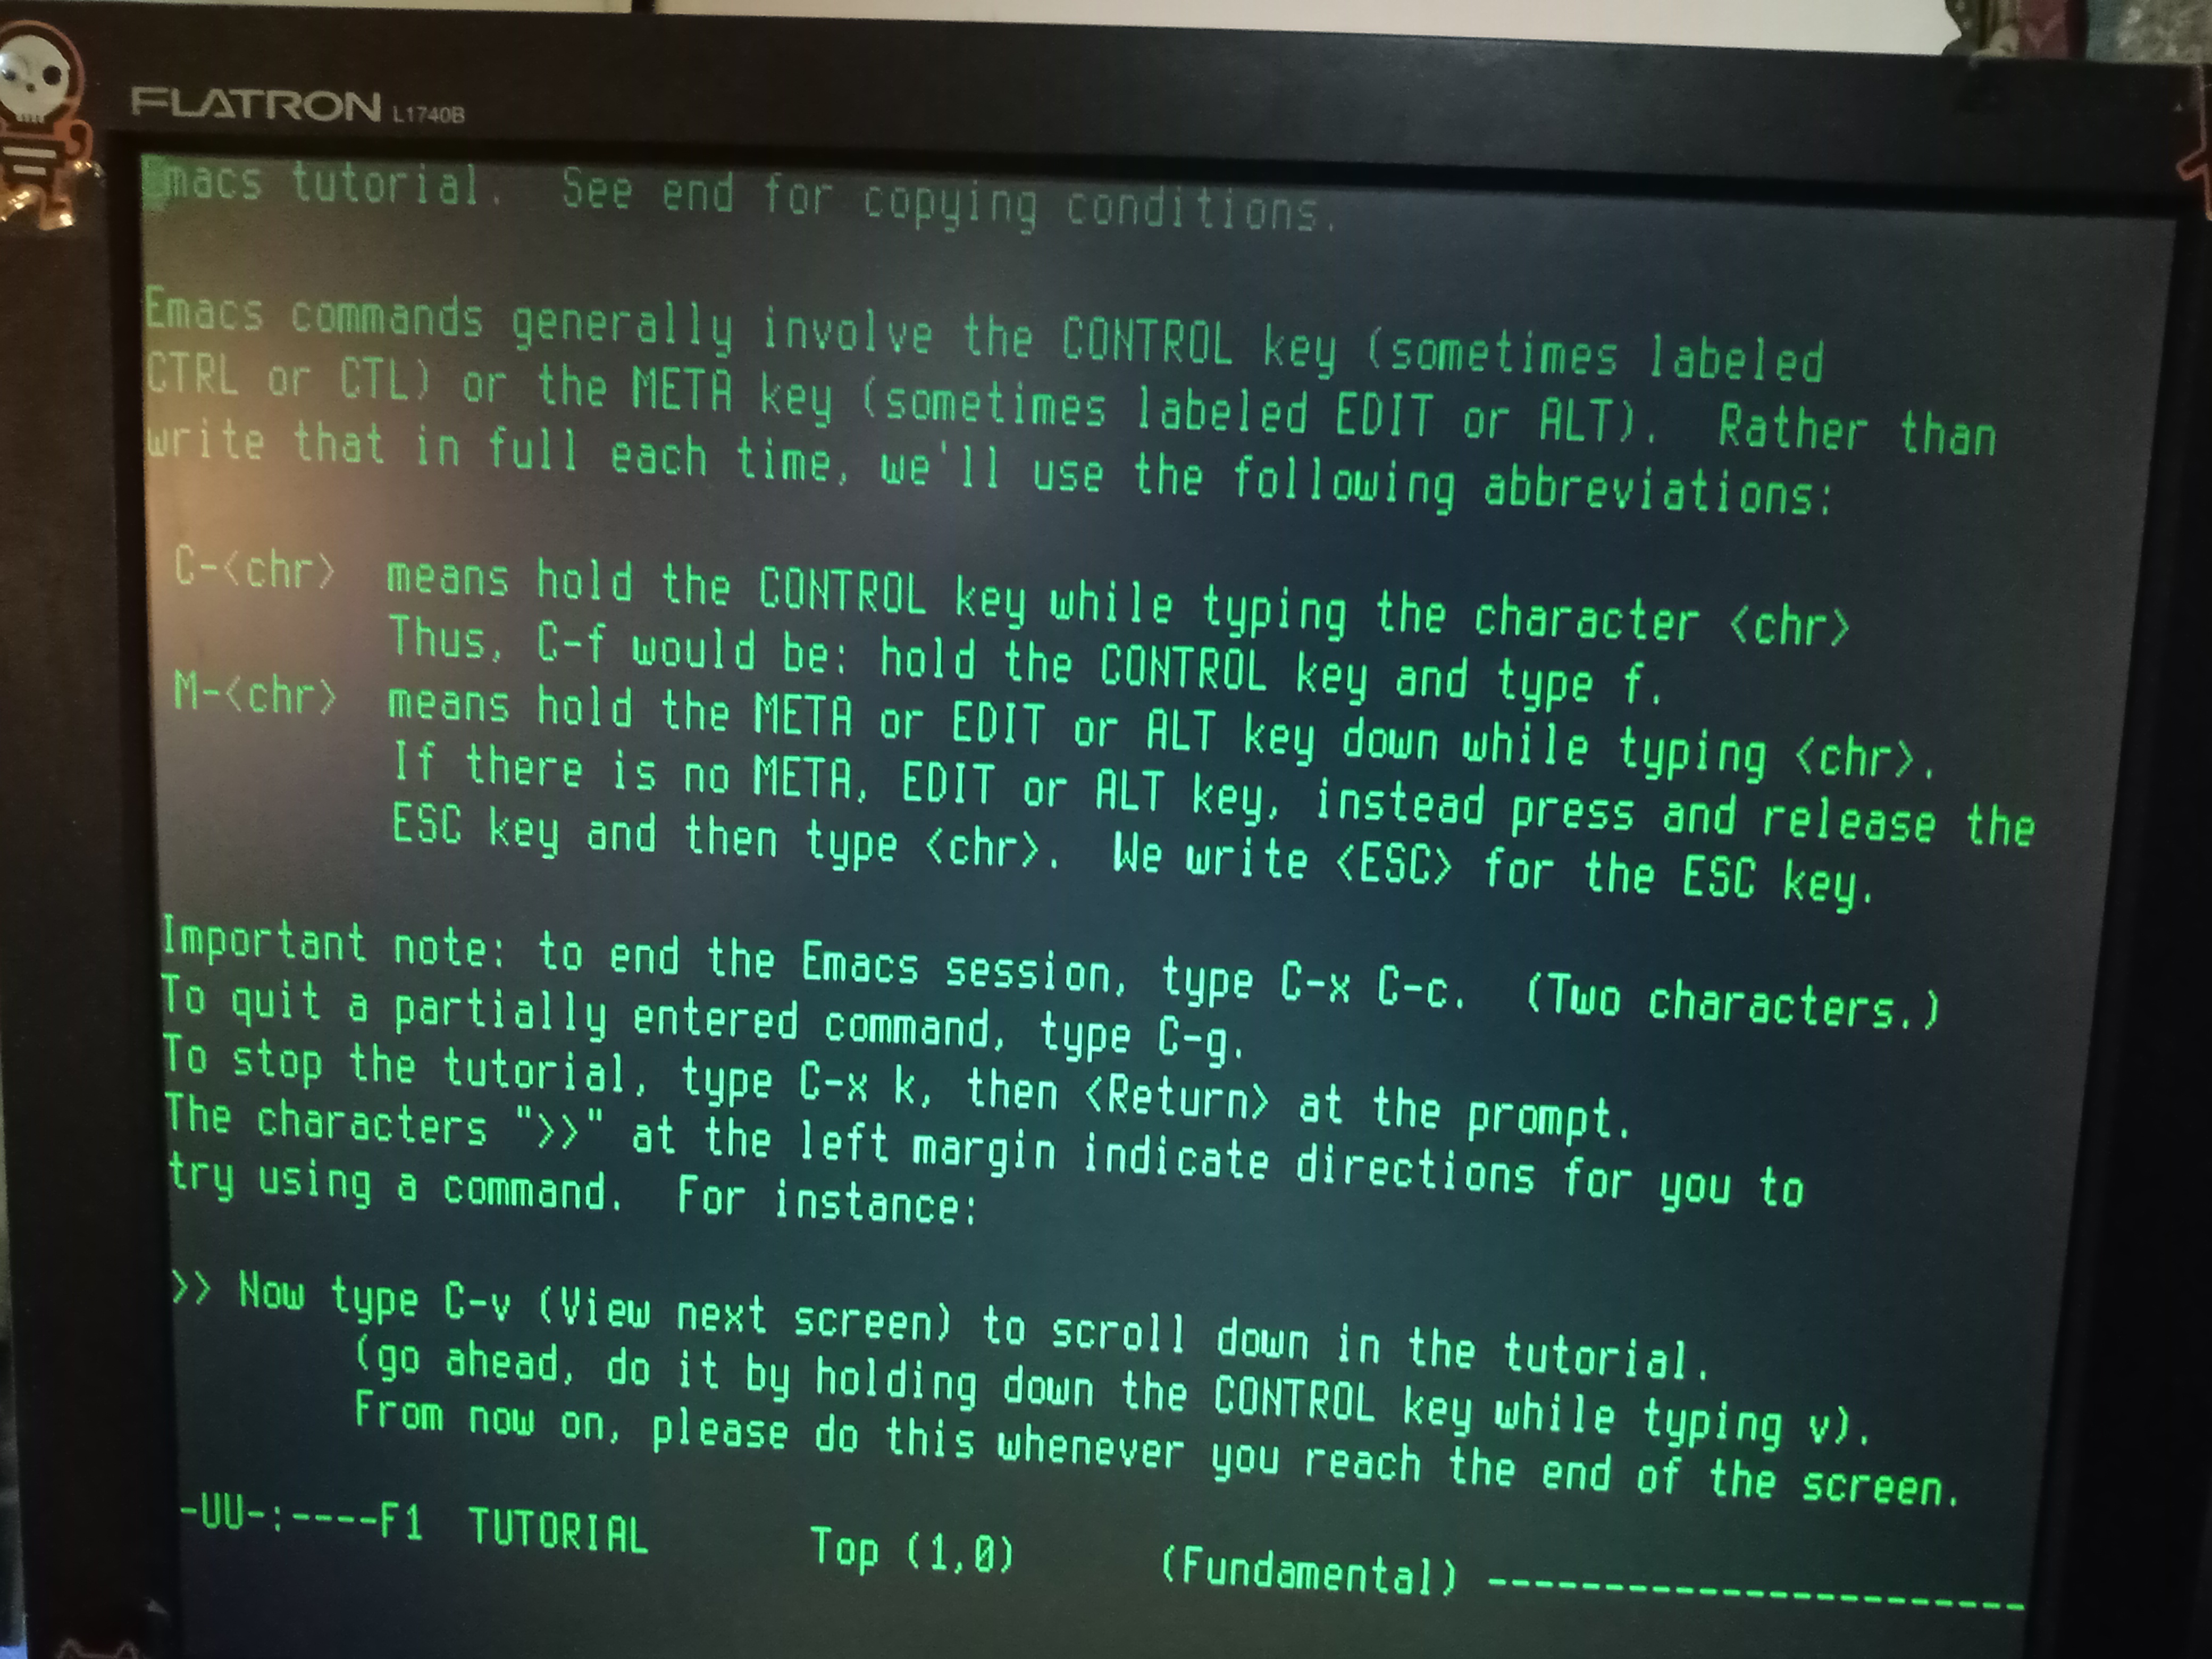 FLATRON L1740B
Emacs tutorial.  See end for copying conditions.
Emacs commands generally involve the CONTROL key (sometimes labeled
CTRL or CTL) or the META key (sometimes labeled EDIT or ALT).  Rather than
write that in full each time, we'll use the following abbreviations:
C-<chr>  means hold the CONTROL key while typing the character <chr>
Thus, C-f would be: hold the CONTROL key and type f.
M-<chr>  means hold the META or EDIT or ALT key down while typing <chr>.
If there is no META, EDIT or ALT key, instead press and release the
ESC key and then type <chr>.  We write <ESC> for the ESC key.
Important note: to end the Emacs session, type C-x C-c.  (Two characters.)
To quit a partially entered command, type C-g.
To stop the tutorial, type C-x k, then <Return> at the prompt.
The characters ">>" at the left margin indicate directions for you to
try using a command.  For instance:
>> Now type C-v (View next screen) to scroll down in the tutorial.
(go ahead, do it by holding down the CONTROL key while typing v).
From now on, please do this whenever you reach the end of the screen.
-UU-:----F1  TUTORIAL       Top (1,0)      (Fundamental) -----------------------